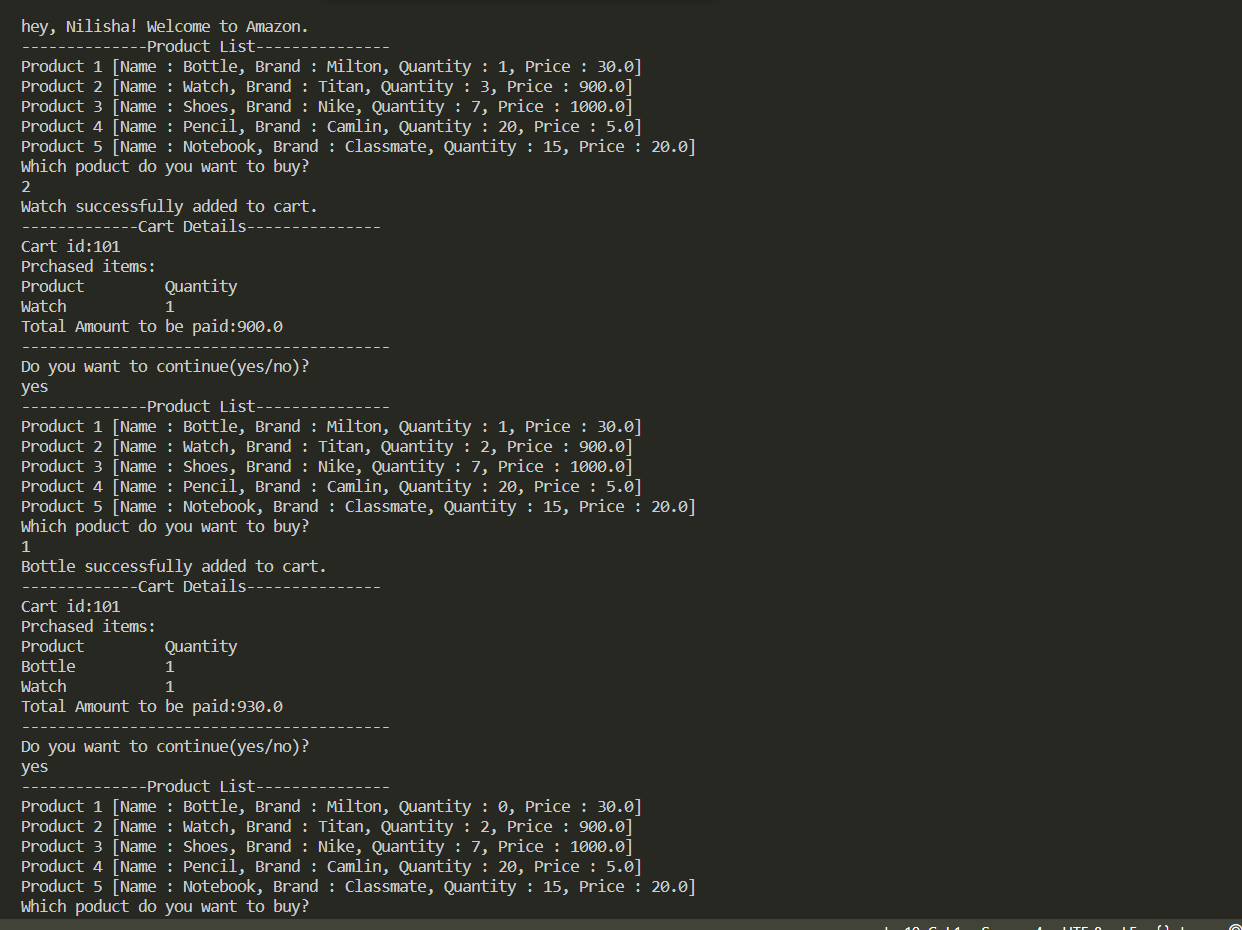 hey, Nilisha! Welcome to Amazon.
--------------Product List---------------
Product 1 [Name : Bottle, Brand : Milton, Quantity : 1, Price : 30.0]
Product 2 [Name : Watch, Brand : Titan, Quantity : 3, Price : 900.0]
Product 3 [Name : Shoes, Brand : Nike, Quantity : 7, Price : 1000.0]
Product 4 [Name : Pencil, Brand : Camlin, Quantity : 20, Price : 5.0]
Product 5 [Name : Notebook, Brand : Classmate, Quantity : 15, Price : 20.0]
Which poduct do you want to buy?
2
Watch successfully added to cart.
-------------Cart Details---------------
Cart id:101
Prchased items:
Product         Quantity
Watch           1
Total Amount to be paid:900.0
-----------------------------------------
Do you want to continue(yes/no)?
yes
--------------Product List---------------
Product 1 [Name : Bottle, Brand : Milton, Quantity : 1, Price : 30.0]
Product 2 [Name : Watch, Brand : Titan, Quantity : 2, Price : 900.0]
Product 3 [Name : Shoes, Brand : Nike, Quantity : 7, Price : 1000.0]
Product 4 [Name : Pencil, Brand : Camlin, Quantity : 20, Price : 5.0]
Product 5 [Name : Notebook, Brand : Classmate, Quantity : 15, Price : 20.0]
Which poduct do you want to buy?
1
Bottle successfully added to cart.
-------------Cart Details---------------
Cart id:101
Prchased items:
Product         Quantity
Bottle          1
Watch           1
Total Amount to be paid:930.0
-----------------------------------------
Do you want to continue(yes/no)?
yes
--------------Product List---------------
Product 1 [Name : Bottle, Brand : Milton, Quantity : 0, Price : 30.0]
Product 2 [Name : Watch, Brand : Titan, Quantity : 2, Price : 900.0]
Product 3 [Name : Shoes, Brand : Nike, Quantity : 7, Price : 1000.0]
Product 4 [Name : Pencil, Brand : Camlin, Quantity : 20, Price : 5.0]
Product 5 [Name : Notebook, Brand : Classmate, Quantity : 15, Price : 20.0]
Which poduct do you want to buy?